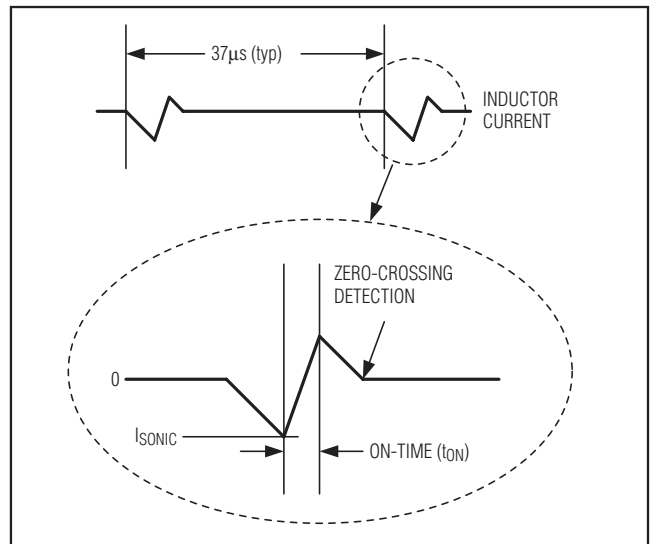 37μs (typ)
INDUCTOR
CURRENT
ZERO-CROSSING
DETECTION
0
ISONIC
ON-TIME (tON)